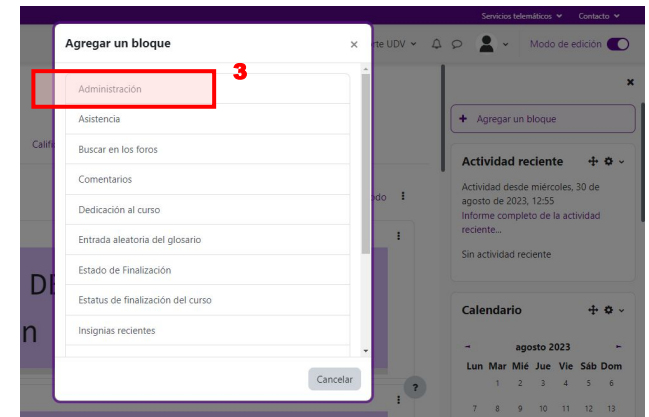 Servicios telemáticos
Contacto
Agregar un bloque
×
rte UDV
Modo de edición
3
Administración
Asistencia
Buscar en los foros
Comentarios
Dedicación al curso
Entrada aleatoria del glosario
Estado de Finalización
Estatus de finalización del curso
Insignias recientes
Cancelar
Califi
odo
DE
n
?
+ Agregar un bloque
Actividad reciente
Actividad desde miércoles, 30 de
agosto de 2023, 12:55
Informe completo de la actividad
reciente...
Sin actividad reciente
Calendario
agosto 2023
Lun Mar Mié Jue Vie Sáb Dom
1 2 3 4 5 6
7 8 9 10 11 12 13